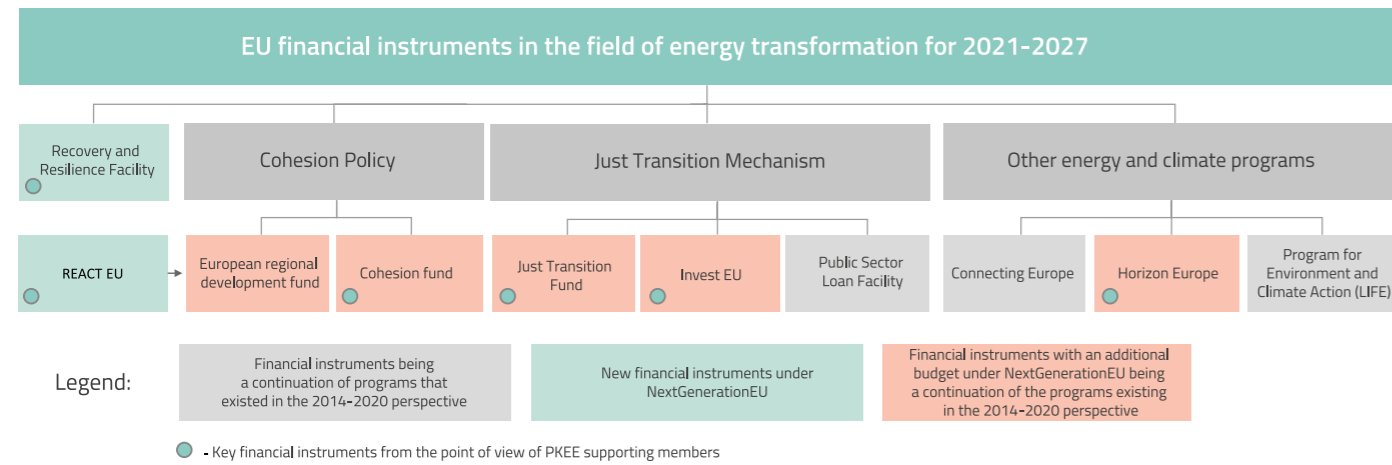 EU financial instruments in the field of energy transformation for 2021-2027
Recovery and
Resilience Facility
Cohesion Policy
Just Transition Mechanism
Other energy and climate programs
REACT EU
European regional
development fund
Cohesion fund
Just Transition
Fund
Invest EU
Public Sector
Loan Facility
Connecting Europe
Horizon Europe
Program for
Environment and
Climate Action (LIFE)
Legend:
Financial instruments being
a continuation of programs that
existed in the 2014-2020 perspective
New financial instruments under
NextGenerationEU
Financial instruments with an additional
budget under NextGenerationEU being
a continuation of the programs existing
in the 2014-2020 perspective
- Key financial instruments from the point of view of PKEE supporting members